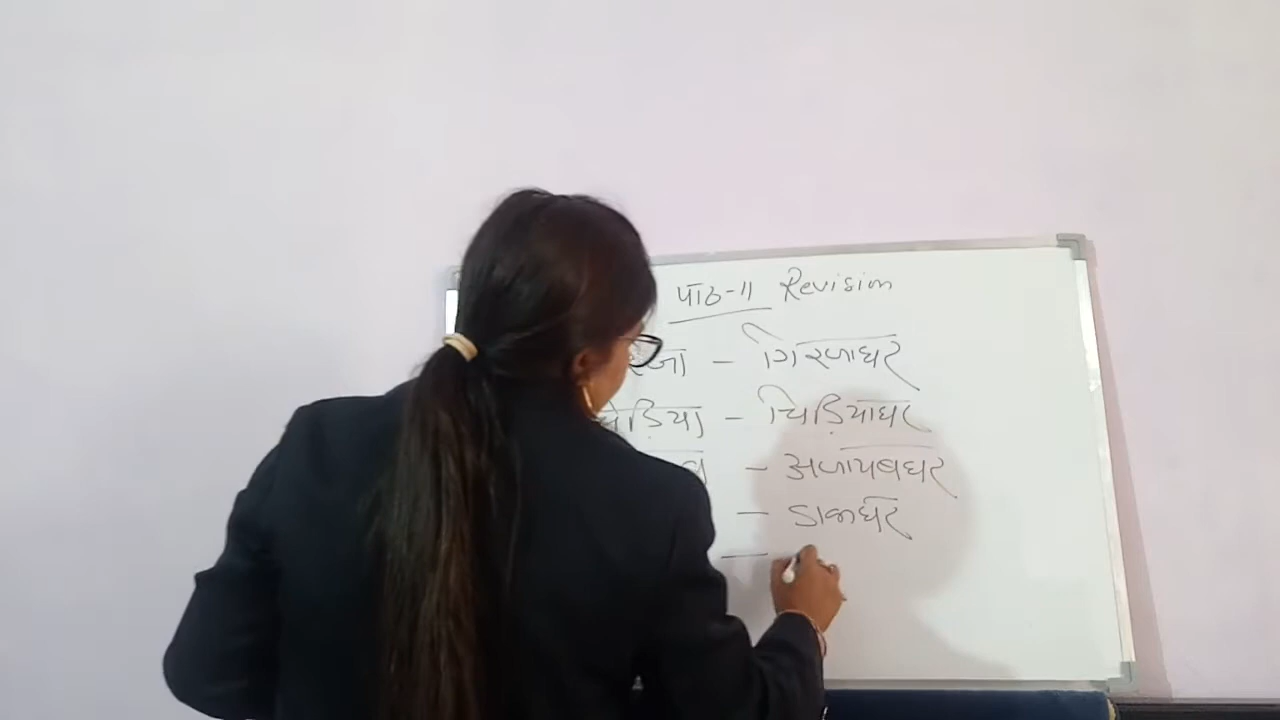 पाठ-11 Revision
- गिरजाघर
ड़िया - चिड़ियाघर
- अजायबघर
- डाकघर
-